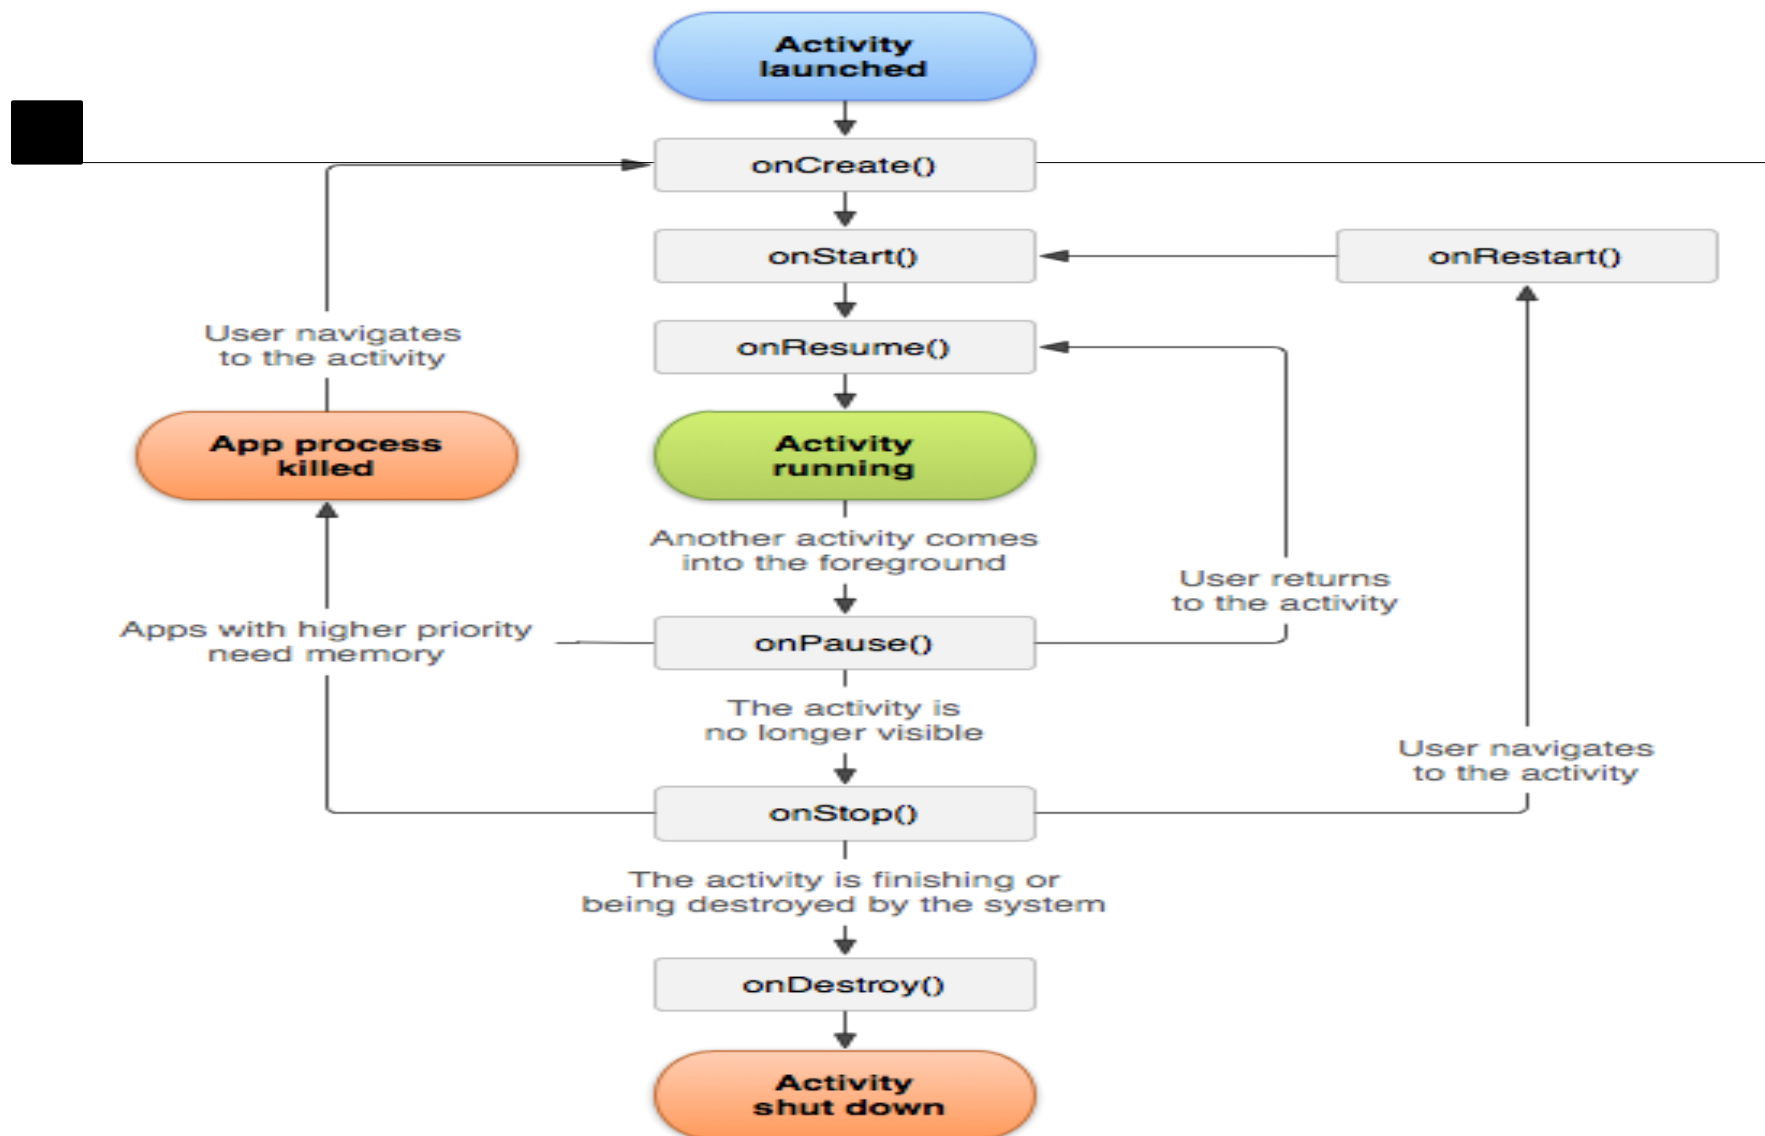 Activity
launched
onCreate()
onStart()
onRestart()
onResume()
User navigates
to the activity
App process
killed
Activity
running
Another activity comes
into the foreground
User returns
to the activity
Apps with higher priority
need memory
onPause()
The activity is
no longer visible
User navigates
to the activity
onStop()
The activity is finishing or
being destroyed by the system
onDestroy()
Activity
shut down